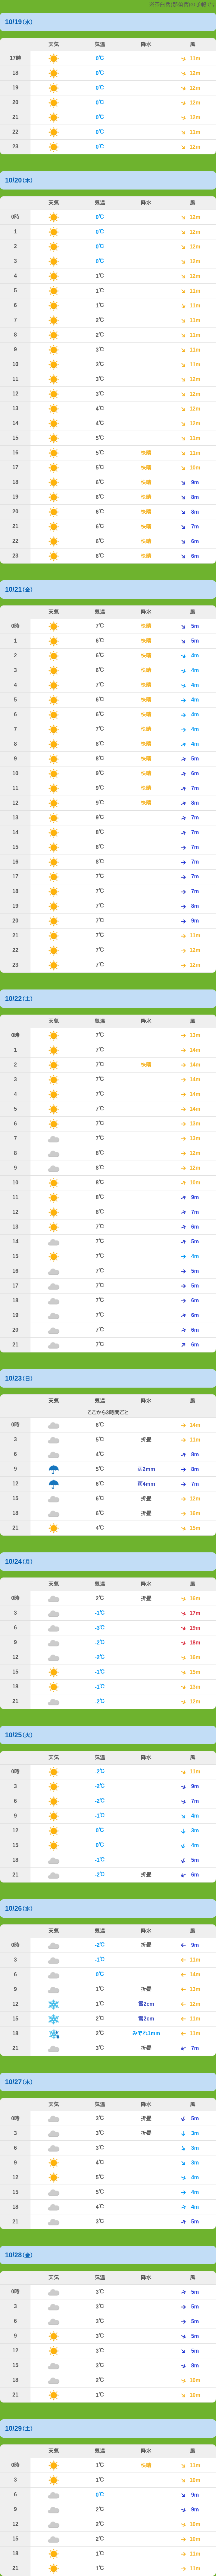 10/19(水)
天気 気温 降水 風
17時 0℃ 11m
18 0℃ 12m
19 0℃ 12m
20 0℃ 12m
21 0℃ 12m
22 0℃ 11m
23 0℃ 12m
10/20(木)
天気 気温 降水 風
0時 0℃ 12m
1 0℃ 12m
2 0℃ 12m
3 0℃ 12m
4 1℃ 12m
5 1℃ 11m
6 1℃ 11m
7 2℃ 11m
8 2℃ 11m
9 3℃ 11m
10 3℃ 11m
11 3℃ 12m
12 3℃ 12m
13 4℃ 12m
14 4℃ 12m
15 5℃ 11m
16 5℃ 快晴 11m
17 5℃ 快晴 10m
18 6℃ 快晴 9m
19 6℃ 快晴 8m
20 6℃ 快晴 8m
21 6℃ 快晴 7m
22 6℃ 快晴 6m
23 6℃ 快晴 6m
10/21(金)
天気 気温 降水 風
0時 7℃ 快晴 5m
1 6℃ 快晴 5m
2 6℃ 快晴 4m
3 6℃ 快晴 4m
4 7℃ 快晴 4m
5 6℃ 快晴 4m
6 6℃ 快晴 4m
7 7℃ 快晴 4m
8 8℃ 快晴 4m
9 8℃ 快晴 5m
10 9℃ 快晴 6m
11 9℃ 快晴 7m
12 9℃ 快晴 8m
13 9℃ 7m
14 8℃ 7m
15 8℃ 7m
16 8℃ 7m
17 7℃ 7m
18 7℃ 7m
19 7℃ 8m
20 7℃ 9m
21 7℃ 11m
22 7℃ 12m
23 7℃ 12m
10/22(土)
天気 気温 降水 風
0時 7℃ 13m
1 7℃ 14m
2 7℃ 快晴 14m
3 7℃ 14m
4 7℃ 14m
5 7℃ 14m
6 7℃ 13m
7 7℃ 13m
8 8℃ 12m
9 8℃ 12m
10 8℃ 10m
11 8℃ 9m
12 8℃ 7m
13 7℃ 6m
14 7℃ 5m
15 7℃ 4m
16 7℃ 5m
17 7℃ 5m
18 7℃ 6m
19 7℃ 6m
20 7℃ 6m
21 7℃ 6m
10/23(日)
天気 気温 降水 風
ここから3時間ごと
0時 6℃ 14m
3 5℃ 折畳 11m
6 4℃ 8m
9 5℃ 雨2mm 8m
12 5℃ 雨4mm 7m
15 6℃ 折畳 12m
18 6℃ 折畳 16m
21 4℃ 15m
10/24(月)
天気 気温 降水 風
0時 2℃ 折畳 16m
3 -1℃ 17m
6 -3℃ 19m
9 -2℃ 18m
12 -2℃ 16m
15 -1℃ 15m
18 -1℃ 13m
21 -2℃ 12m
10/25(火)
天気 気温 降水 風
0時 -2℃ 11m
3 -2℃ 9m
6 -2℃ 7m
9 -1℃ 4m
12 0℃ 3m
15 0℃ 4m
18 -1℃ 5m
21 -2℃ 折畳 6m
10/26(水)
天気 気温 降水 風
0時 -2℃ 折畳 9m
3 -1℃ 11m
6 0℃ 14m
9 1℃ 折畳 13m
12 1℃ 雪2cm 12m
15 2℃ 雪2cm 11m
18 2℃ みぞれ1mm 11m
21 3℃ 折畳 7m
10/27(木)
天気 気温 降水 風
0時 3℃ 折畳 5m
3 3℃ 折畳 3m
6 3℃ 3m
9 4℃ 3m
12 5℃ 4m
15 5℃ 4m
18 4℃ 4m
21 3℃ 5m
10/28(金)
天気 気温 降水 風
0時 3℃ 5m
3 3℃ 5m
6 3℃ 5m
9 3℃ 5m
12 3℃ 5m
15 3℃ 8m
18 2℃ 10m
21 1℃ 10m
10/29(土)
天気 気温 降水 風
0時 1℃ 快晴 11m
3 1℃ 10m
6 0℃ 9m
9 2℃ 9m
12 2℃ 10m
15 2℃ 10m
18 1℃ 11m
21 1℃ 11m